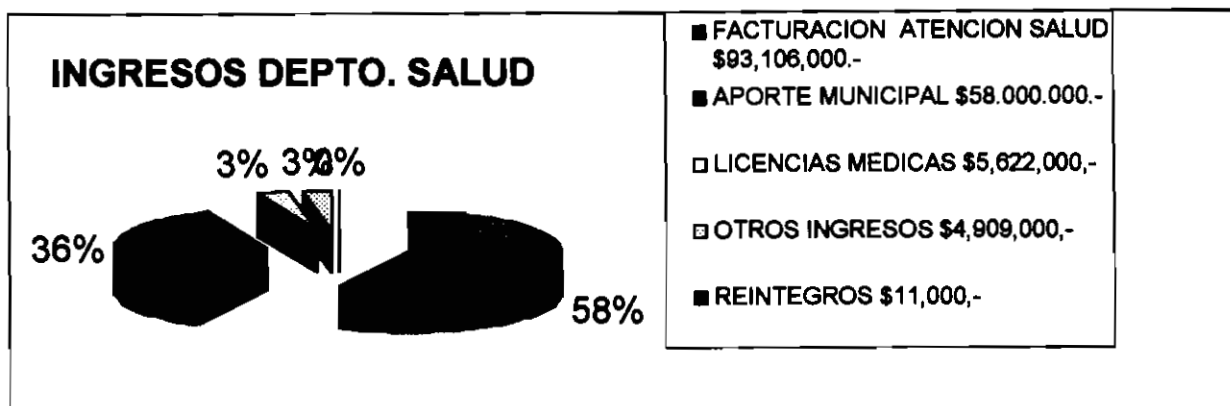 INGRESOS DEPTO. SALUD
3%
3%
0%
36%
58%
FACTURACION ATENCION SALUD
$93,106,000.-
APORTE MUNICIPAL $58.000.000.-
LICENCIAS MEDICAS $5,622,000,-
OTROS INGRESOS $4,909,000,-
REINTEGROS $11,000,-